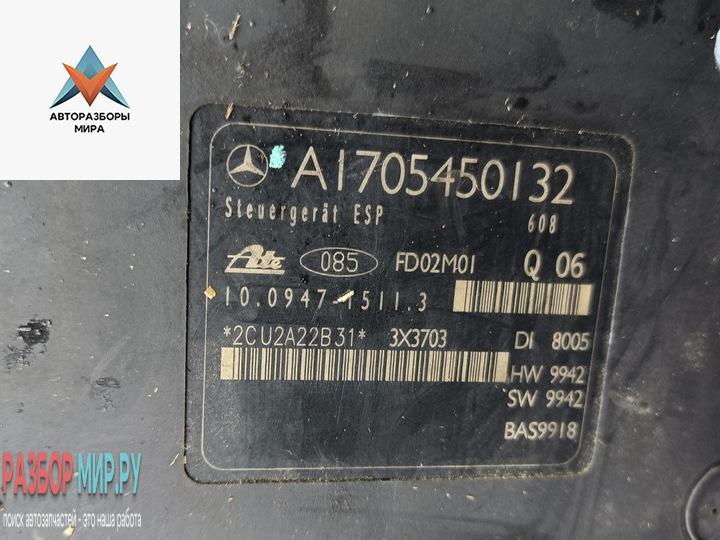 АВТОРАЗБОРЫ
МИРА
A1705450132
Steuergerät ESP 608
Ate 085 FD02M01 Q 06
10.0947-1511.3
*2CU2A22B31* 3X3703 DI 8005
HW 9942
SW 9942
BAS9918
РАЗБОР-МИР.РУ
поиск автозапчастей - это наша работа